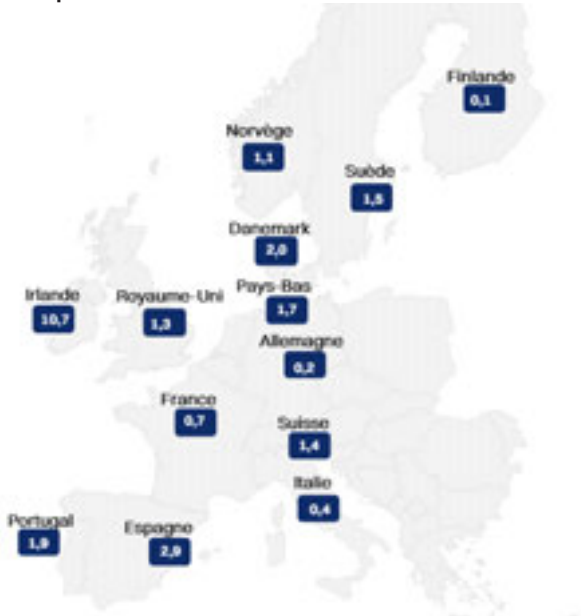 Finlande
0,1
Norvège
1,1
Suède
1,5
Danemark
2,0
Pays-Bas
1,7
Irlande
10,7
Royaume-Uni
1,3
Allemagne
0,2
France
0,7
Suisse
1,4
Italie
0,4
Portugal
1,9
Espagne
2,9